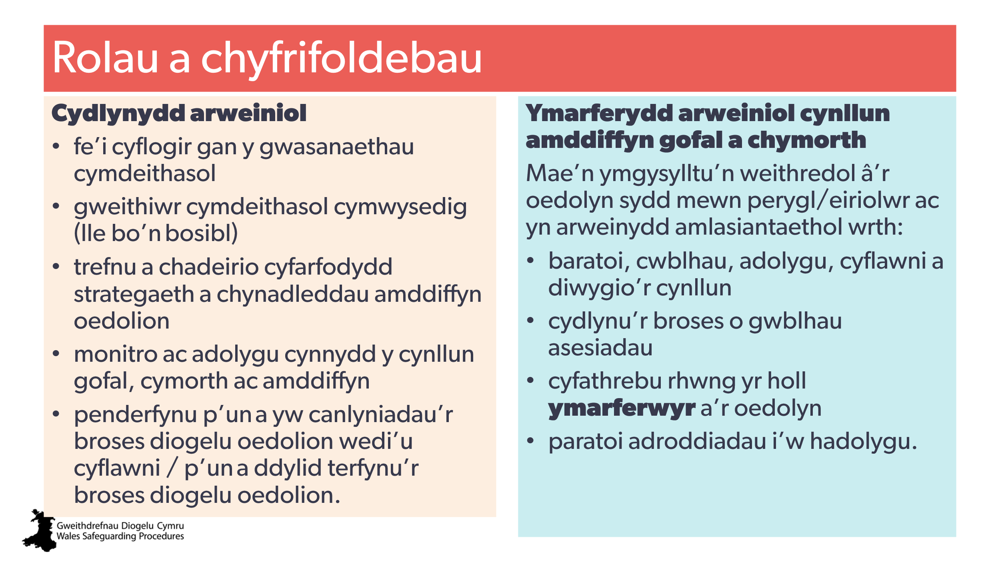 Rolau a chyfrifoldebau
Cydlynydd arweiniol
• fe'i cyflogir gan y gwasanaethau
cymdeithasol
• gweithiwr cymdeithasol cymwysedig
(lle bo'n bosibl)
• trefnu a chadeirio cyfarfodydd
strategaeth a chynadleddau amddiffyn
oedolion
• monitro ac adolygu cynnydd y cynllun
gofal, cymorth ac amddiffyn
• penderfynu p'un a yw canlyniadau'r
broses diogelu oedolion wedi'u
cyflawni / p'un a ddylid terfynu'r
broses diogelu oedolion.
Ymarferydd arweiniol cynllun
amddiffyn gofal a chymorth
Mae'n ymgysylltu'n weithredol â'r
oedolyn sydd mewn perygl/eiriolwr ac
yn arweinydd amlasiantaethol wrth:
• baratoi, cwblhau, adolygu, cyflawni a
diwygio'r cynllun
• cydlynu'r broses o gwblhau
asesiadau
• cyfathrebu rhwng yr holl
ymarferwyr a'r oedolyn
• paratoi adroddiadau i'w hadolygu.
Gweithdrefnau Diogelu Cymru
Wales Safeguarding Procedures